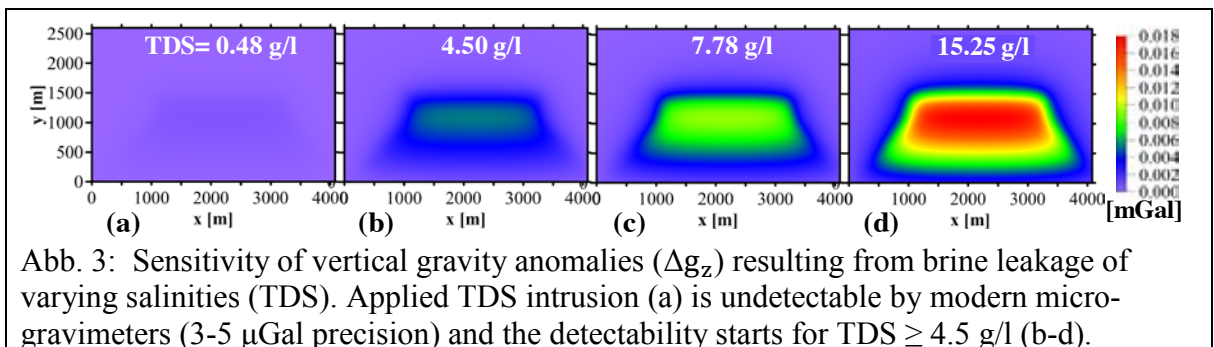 TDS= 0.48 g/l 4.50 g/l 7.78 g/l 15.25 g/l
2500
2000
1500
1000
500
0
y [m]
0 1000 2000 3000 4000 0 1000 2000 3000 4000 0 1000 2000 3000 4000 0 1000 2000 3000 4000
(a) x [m] (b) x [m] (c) x [m] (d) x [m]
0.018
0.016
0.014
0.012
0.010
0.008
0.006
0.004
0.002
0.000
[mGal]
Abb. 3: Sensitivity of vertical gravity anomalies (Δg_z) resulting from brine leakage of
varying salinities (TDS). Applied TDS intrusion (a) is undetectable by modern micro-
gravimeters (3-5 μGal precision) and the detectability starts for TDS ≥ 4.5 g/l (b-d).